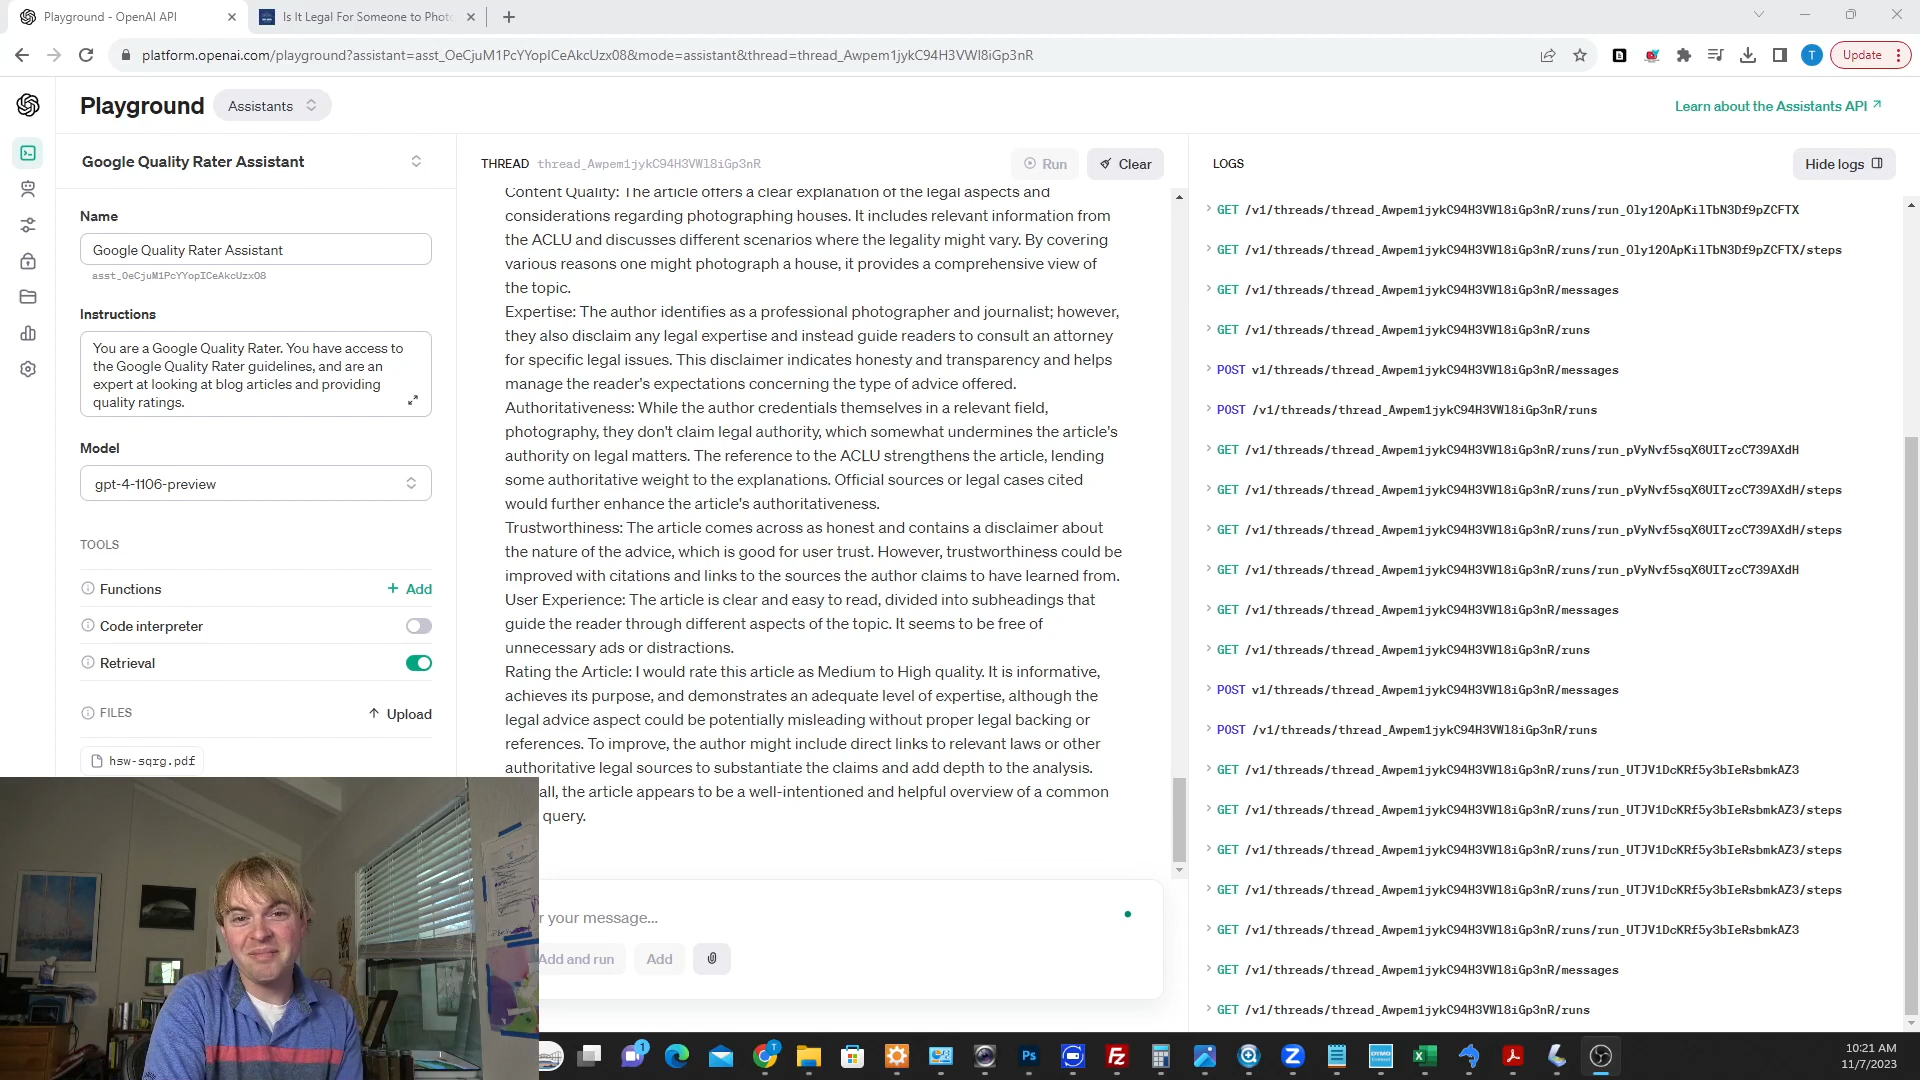 Playground - OpenAI API
Is It Legal For Someone to Phot
platform.openai.com/playground?assistant=asst_OeCjuM1PcYYopICeAkcUzx08&mode=assistant&thread=thread_Awpem1jykC94H3VWl8iGp3nR
T
Update
Playground
Assistants
Learn about the Assistants API
Google Quality Rater Assistant
Name
Google Quality Rater Assistant
asst_OeCjuM1PcYYopICeAkcUzx08
Instructions
You are a Google Quality Rater. You have access to
the Google Quality Rater guidelines, and are an
expert at looking at blog articles and providing
quality ratings.
Model
gpt-4-1106-preview
TOOLS
Functions
+ Add
Code interpreter
Retrieval
FILES
Upload
hsw-sqrg.pdf
THREAD thread_Awpem1jykC94H3VWl8iGp3nR
Run
Clear
Content Quality: The article offers a clear explanation of the legal aspects and
considerations regarding photographing houses. It includes relevant information from
the ACLU and discusses different scenarios where the legality might vary. By covering
various reasons one might photograph a house, it provides a comprehensive view of
the topic.
Expertise: The author identifies as a professional photographer and journalist; however,
they also disclaim any legal expertise and instead guide readers to consult an attorney
for specific legal issues. This disclaimer indicates honesty and transparency and helps
manage the reader's expectations concerning the type of advice offered.
Authoritativeness: While the author credentials themselves in a relevant field,
photography, they don't claim legal authority, which somewhat undermines the article's
authority on legal matters. The reference to the ACLU strengthens the article, lending
some authoritative weight to the explanations. Official sources or legal cases cited
would further enhance the article's authoritativeness.
Trustworthiness: The article comes across as honest and contains a disclaimer about
the nature of the advice, which is good for user trust. However, trustworthiness could be
improved with citations and links to the sources the author claims to have learned from.
User Experience: The article is clear and easy to read, divided into subheadings that
guide the reader through different aspects of the topic. It seems to be free of
unnecessary ads or distractions.
Rating the Article: I would rate this article as Medium to High quality. It is informative,
achieves its purpose, and demonstrates an adequate level of expertise, although the
legal advice aspect could be potentially misleading without proper legal backing or
references. To improve, the author might include direct links to relevant laws or other
authoritative legal sources to substantiate the claims and add depth to the analysis.
all, the article appears to be a well-intentioned and helpful overview of a common
query.
r your message...
Add and run
Add
LOGS
Hide logs
GET /v1/threads/thread_Awpem1jykC94H3VWl8iGp3nR/runs/run_Oly12OApKilTbN3Df9pZCFTX
GET /v1/threads/thread_Awpem1jykC94H3VWl8iGp3nR/runs/run_Oly12OApKilTbN3Df9pZCFTX/steps
GET /v1/threads/thread_Awpem1jykC94H3VWl8iGp3nR/messages
GET /v1/threads/thread_Awpem1jykC94H3VWl8iGp3nR/runs
POST v1/threads/thread_Awpem1jykC94H3VWl8iGp3nR/messages
POST /v1/threads/thread_Awpem1jykC94H3VWl8iGp3nR/runs
GET /v1/threads/thread_Awpem1jykC94H3VWl8iGp3nR/runs/run_pVyNvf5sqX6UITzcC739AXdH
GET /v1/threads/thread_Awpem1jykC94H3VWl8iGp3nR/runs/run_pVyNvf5sqX6UITzcC739AXdH/steps
GET /v1/threads/thread_Awpem1jykC94H3VWl8iGp3nR/runs/run_pVyNvf5sqX6UITzcC739AXdH/steps
GET /v1/threads/thread_Awpem1jykC94H3VWl8iGp3nR/runs/run_pVyNvf5sqX6UITzcC739AXdH
GET /v1/threads/thread_Awpem1jykC94H3VWl8iGp3nR/messages
GET /v1/threads/thread_Awpem1jykC94H3VWl8iGp3nR/runs
POST v1/threads/thread_Awpem1jykC94H3VWl8iGp3nR/messages
POST /v1/threads/thread_Awpem1jykC94H3VWl8iGp3nR/runs
GET /v1/threads/thread_Awpem1jykC94H3VWl8iGp3nR/runs/run_UTJV1DcKRf5y3bIeRsbmkAZ3
GET /v1/threads/thread_Awpem1jykC94H3VWl8iGp3nR/runs/run_UTJV1DcKRf5y3bIeRsbmkAZ3/steps
GET /v1/threads/thread_Awpem1jykC94H3VWl8iGp3nR/runs/run_UTJV1DcKRf5y3bIeRsbmkAZ3/steps
GET /v1/threads/thread_Awpem1jykC94H3VWl8iGp3nR/runs/run_UTJV1DcKRf5y3bIeRsbmkAZ3/steps
GET /v1/threads/thread_Awpem1jykC94H3VWl8iGp3nR/runs/run_UTJV1DcKRf5y3bIeRsbmkAZ3
GET /v1/threads/thread_Awpem1jykC94H3VWl8iGp3nR/messages
GET /v1/threads/thread_Awpem1jykC94H3VWl8iGp3nR/runs
1
T
Ps
Fz
Z
DYMO
10:21 AM
11/7/2023